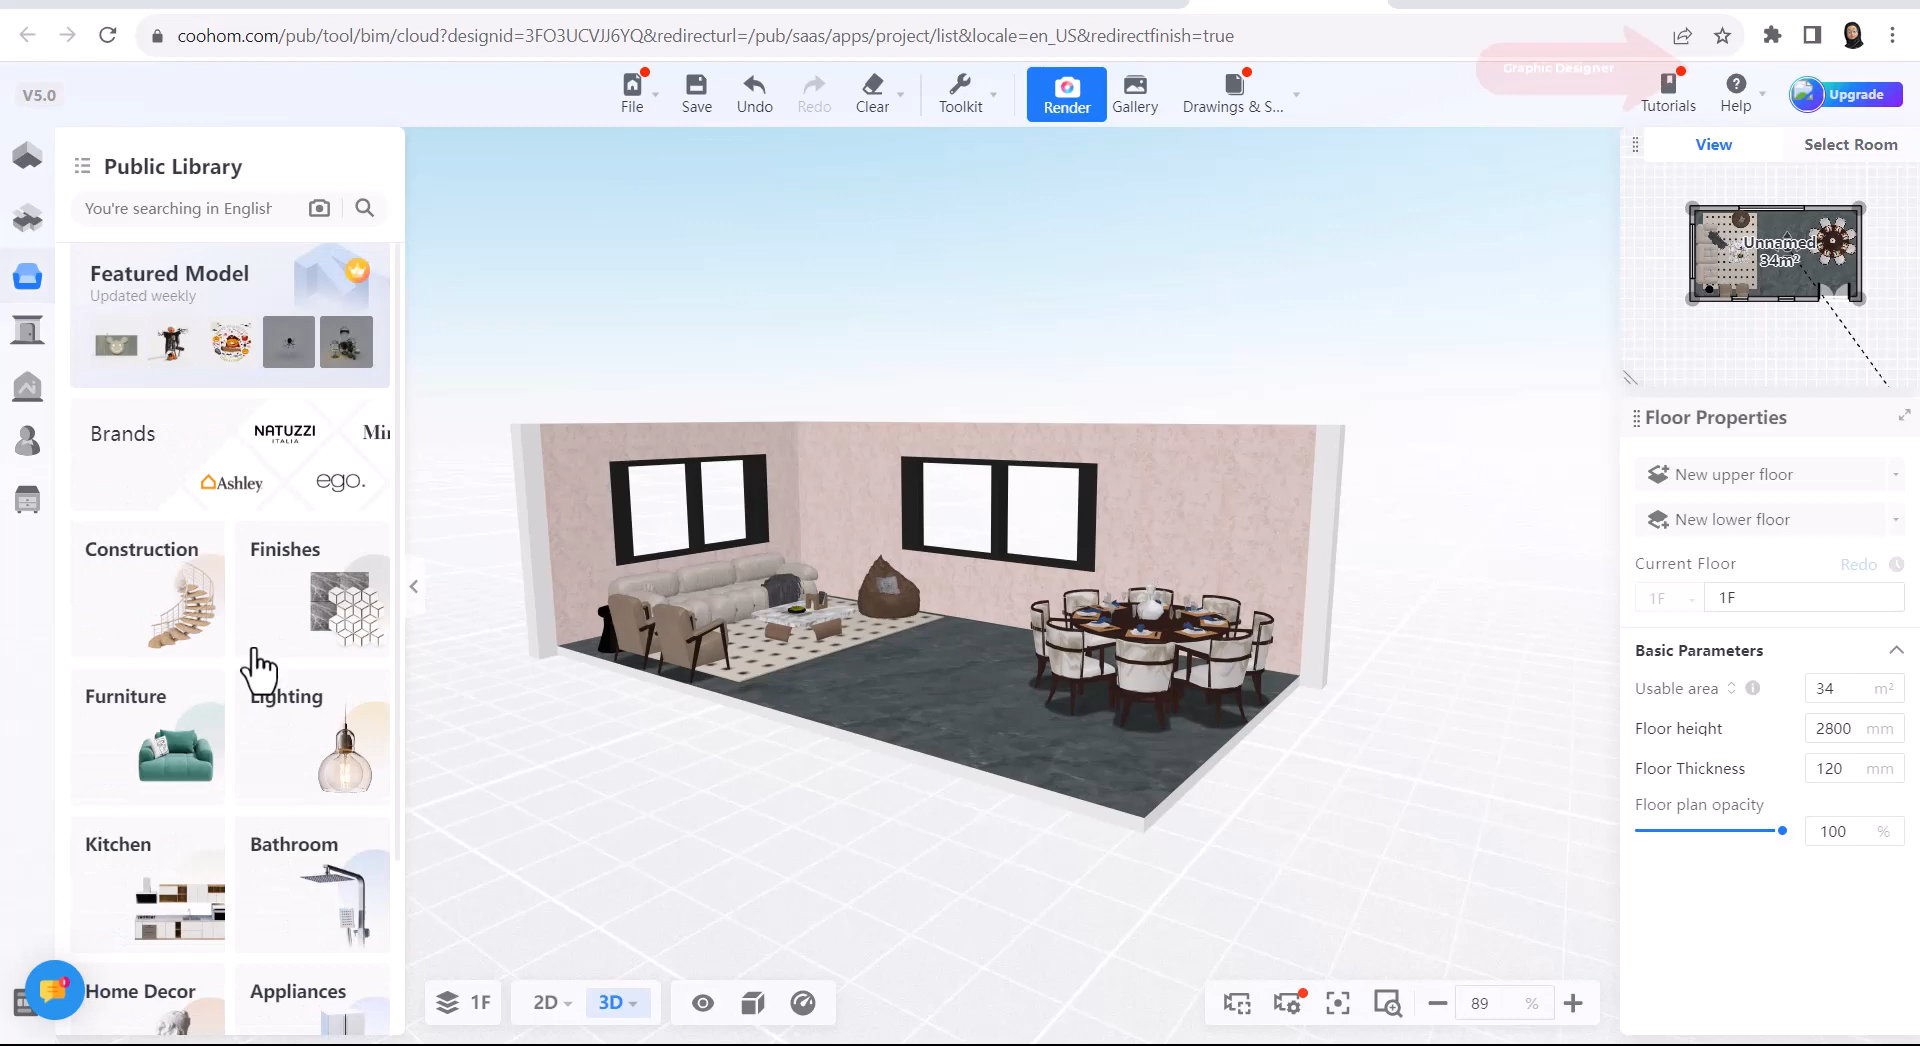 coohom.com/pub/tool/bim/cloud?designid=3FO3UCVJJ6YQ&redirecturl=/pub/saas/apps/project/list&locale=en_US&redirectfinish=true
Graphic Designer
V5.0
File
Save
Undo
Redo
Clear
Toolkit
Render
Gallery
Drawings & S...
Tutorials
Help
Upgrade
Public Library
You're searching in English
Featured Model
Updated weekly
Brands
NATUZZI
ITALIA
Ashley
ego.
Construction
Finishes
Furniture
Lighting
Kitchen
Bathroom
Home Decor
Appliances
1F
2D
3D
89 %
View
Select Room
Unnamed
34m²
Floor Properties
New upper floor
New lower floor
Current Floor
Redo
1F
1F
Basic Parameters
Usable area
34 m²
Floor height
2800 mm
Floor Thickness
120 mm
Floor plan opacity
100 %